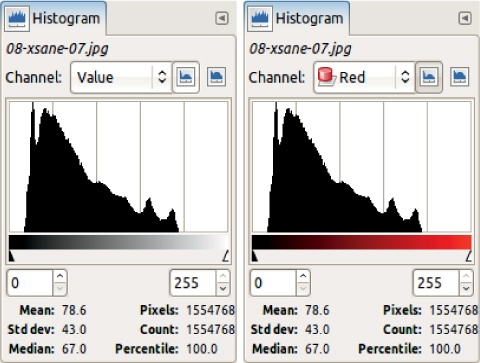 Histogram
08-xsane-07.jpg
Channel: Value
0 255
Mean: 78.6 Pixels: 1554768
Std dev: 43.0 Count: 1554768
Median: 67.0 Percentile: 100.0
Histogram
08-xsane-07.jpg
Channel: Red
0 255
Mean: 78.6 Pixels: 1554768
Std dev: 43.0 Count: 1554768
Median: 67.0 Percentile: 100.0